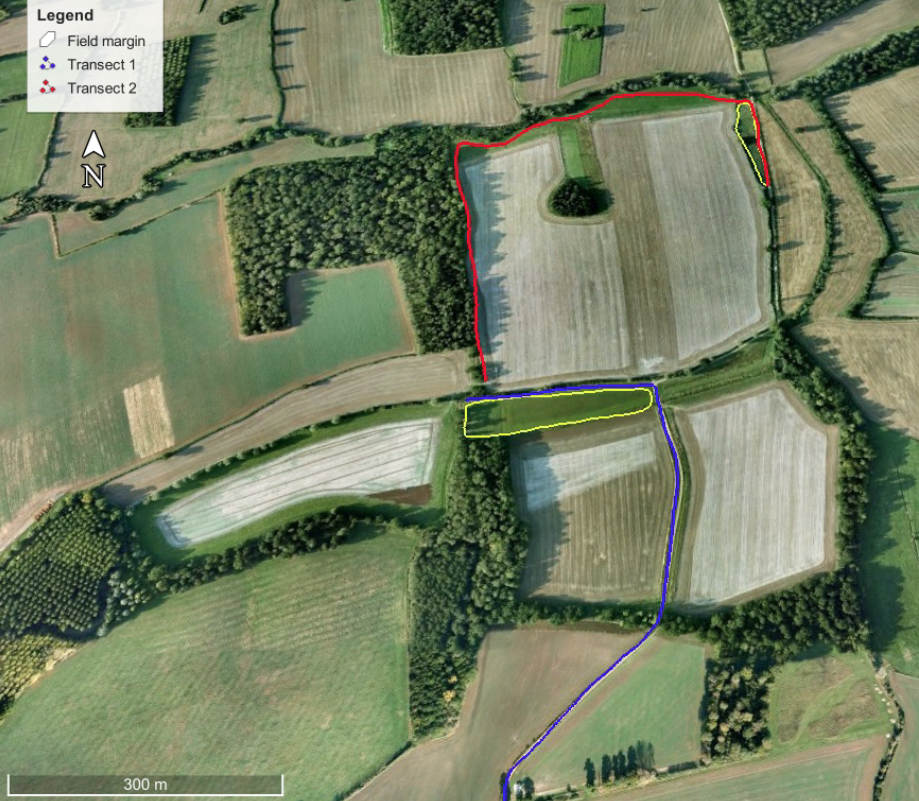 Legend
Field margin
Transect 1
Transect 2
N
300 m